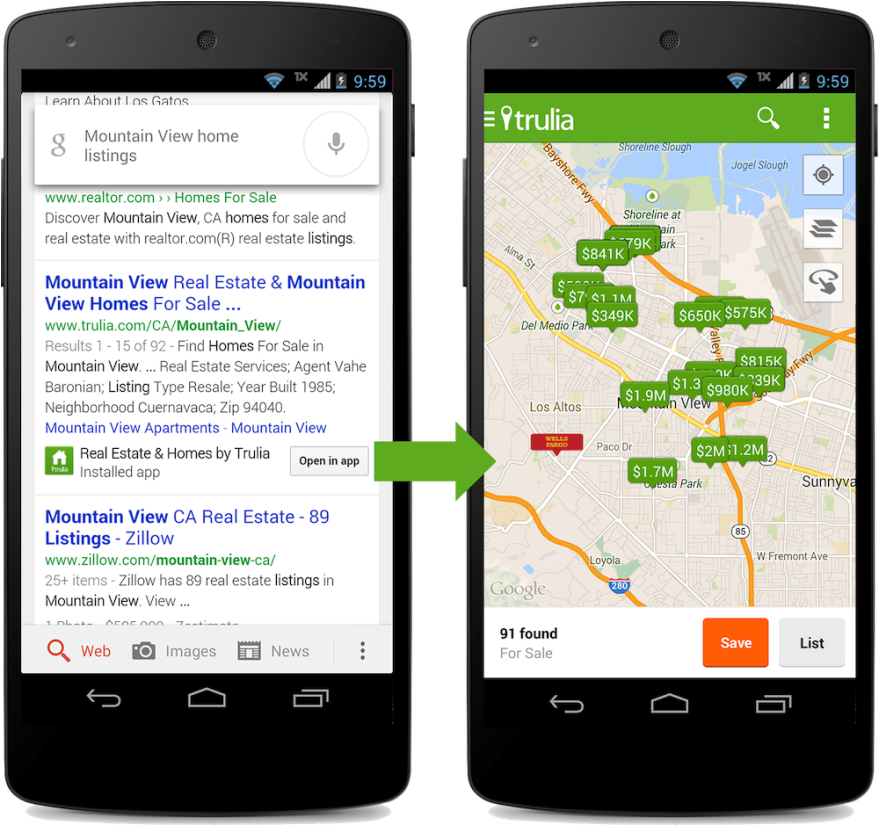 1X 9:59
Learn About Los Gatos
g Mountain View home
listings
www.realtor.com › › Homes For Sale
Discover Mountain View, CA homes for sale and
real estate with realtor.com(R) real estate listings.
Mountain View Real Estate & Mountain
View Homes For Sale ...
www.trulia.com/CA/Mountain_View/
Results 1 - 15 of 92 - Find Homes For Sale in
Mountain View. ... Real Estate Services; Agent Vahe
Baronian; Listing Type Resale; Year Built 1985;
Neighborhood Cuernavaca; Zip 94040.
Mountain View Apartments - Mountain View
trulia
Real Estate & Homes by Trulia
Installed app
Open in app
Mountain View CA Real Estate - 89
Listings - Zillow
www.zillow.com/mountain-view-ca/
25+ items - Zillow has 89 real estate listings in
Mountain View. View ...
Web Images News
1X 9:59
trulia
Shoreline Slough
Bayshore Fwy
Jogel Slough
Shoreline at
Mountain
Park
$841K
Alma St
$1.1M
$349K
Del Medio Park
$650K
$575K
$815K
$980K
$1.9M
Mountain View
Los Altos
WELLS
FARGO
Paco Dr
$2M
$1.2M
$1.7M
Cuesta Park
Sunnyva
85
W Fremont Ave
Loyola
280
Google
91 found
For Sale
Save
List